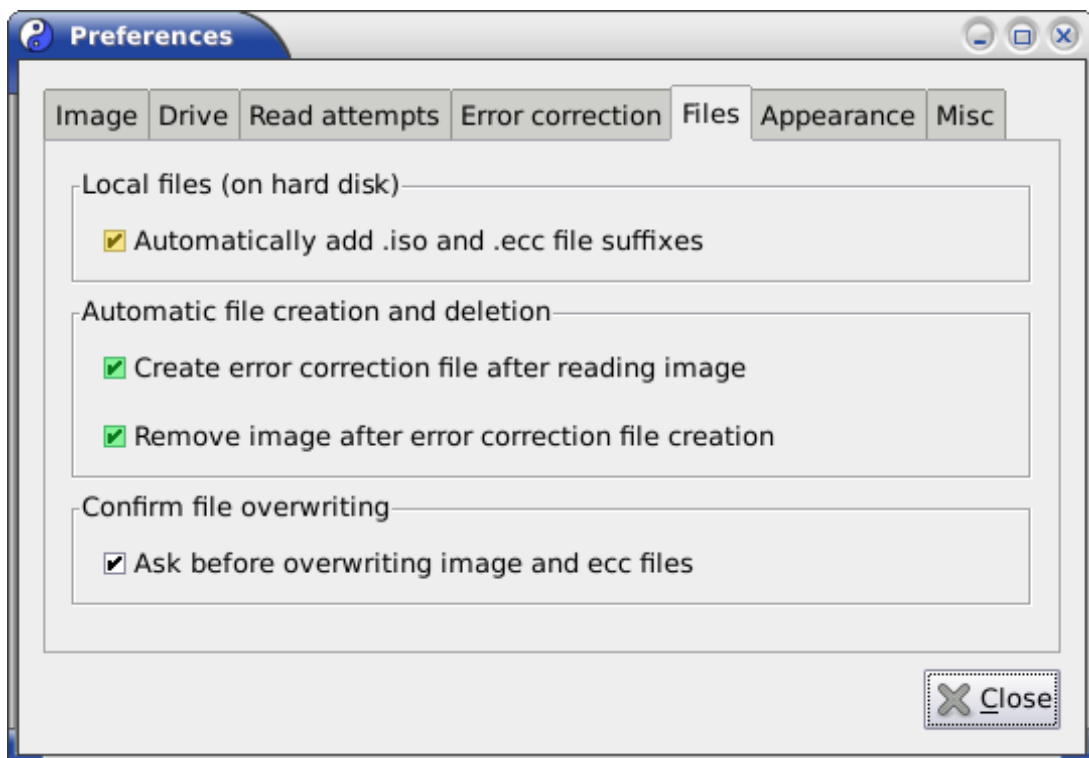 Preferences
Image Drive Read attempts Error correction Files Appearance Misc
Local files (on hard disk)
Automatically add .iso and .ecc file suffixes
Automatic file creation and deletion
Create error correction file after reading image
Remove image after error correction file creation
Confirm file overwriting
Ask before overwriting image and ecc files
Close